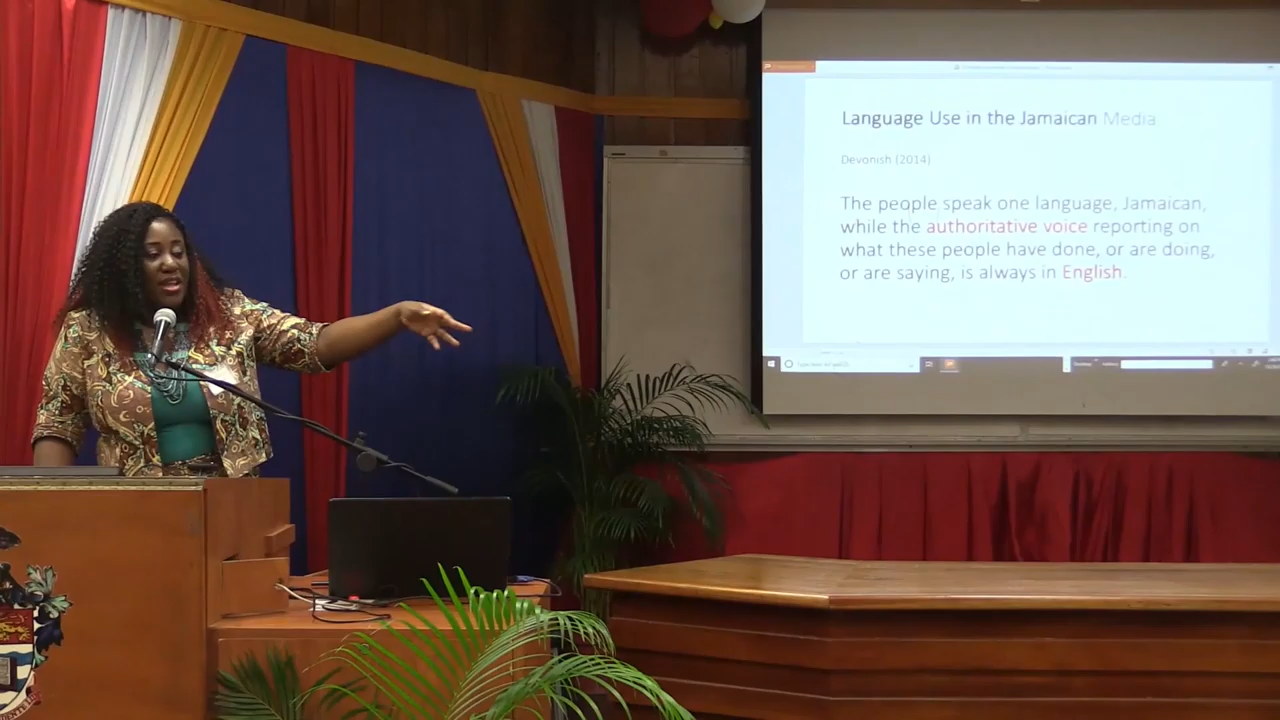 Language Use in the Jamaican Media
Devonish (2014)
The people speak one language, Jamaican,
while the authoritative voice reporting on
what these people have done, or are doing,
or are saying, is always in English.